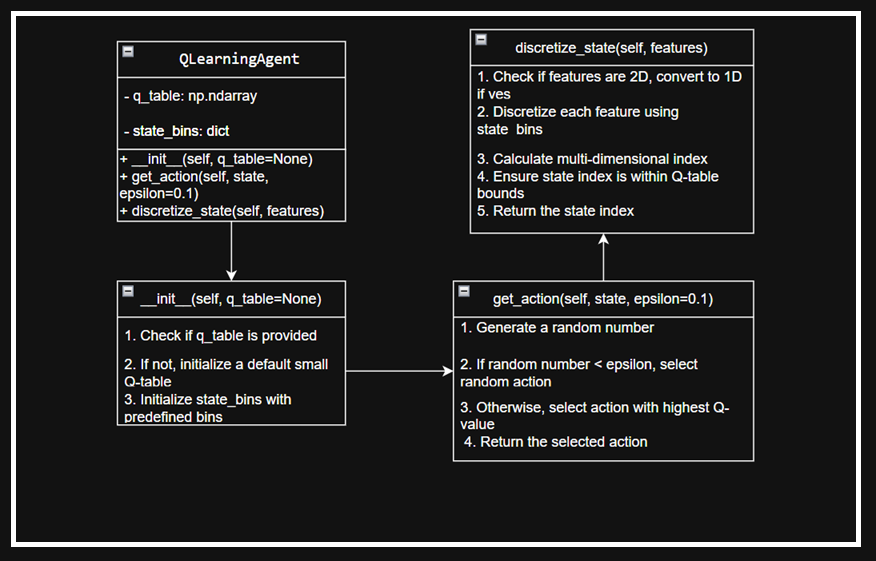 QLearningAgent
- q_table: np.ndarray
- state_bins: dict
+ __init__(self, q_table=None)
+ get_action(self, state,
epsilon=0.1)
+ discretize_state(self, features)
discretize_state(self, features)
1. Check if features are 2D, convert to 1D
if yes
2. Discretize each feature using
state_bins
3. Calculate multi-dimensional index
4. Ensure state index is within Q-table
bounds
5. Return the state index
__init__(self, q_table=None)
1. Check if q_table is provided
2. If not, initialize a default small
Q-table
3. Initialize state_bins with
predefined bins
get_action(self, state, epsilon=0.1)
1. Generate a random number
2. If random number < epsilon, select
random action
3. Otherwise, select action with highest Q-
value
4. Return the selected action